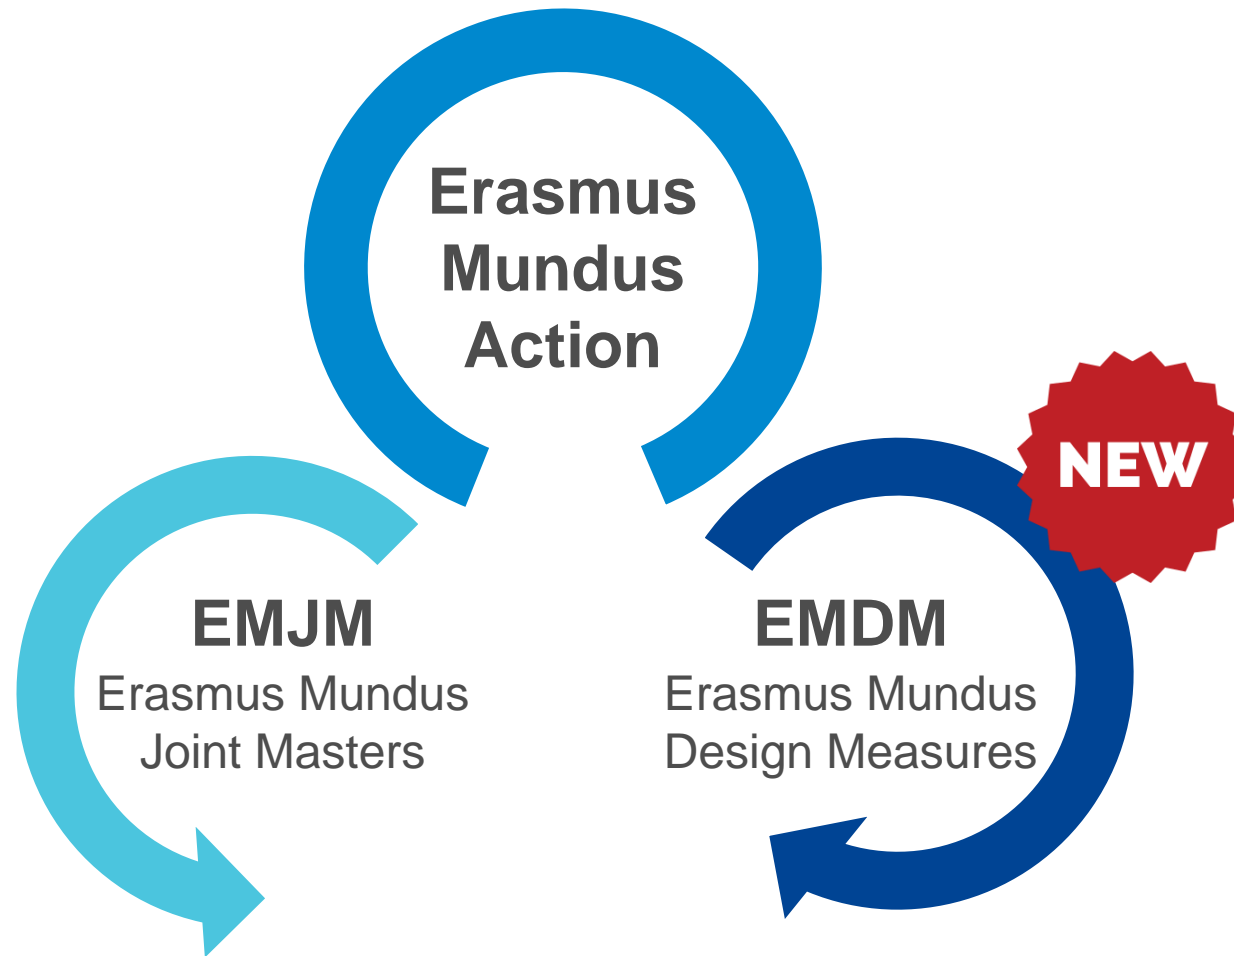 Erasmus
Mundus
Action
NEW
EMJM
Erasmus Mundus
Joint Masters
EMDM
Erasmus Mundus
Design Measures